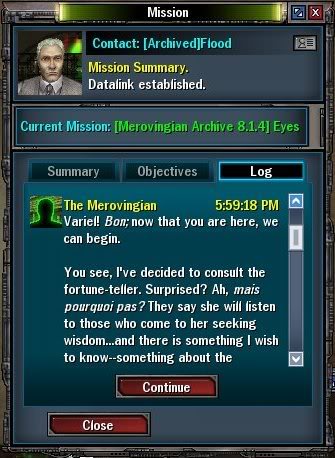 Mission
Contact: [Archived]Flood
Mission Summary.
Datalink established.
Current Mission: [Merovingian Archive 8.1.4] Eyes
Summary
Objectives
Log
The Merovingian 5:59:18 PM
Variel! Bon; now that you are here, we
can begin.
You see, I've decided to consult the
fortune-teller. Surprised? Ah, mais
pourquoi pas? They say she will listen
to those who come to her seeking
wisdom...and there is something I wish
to know--something about the
Continue
Close